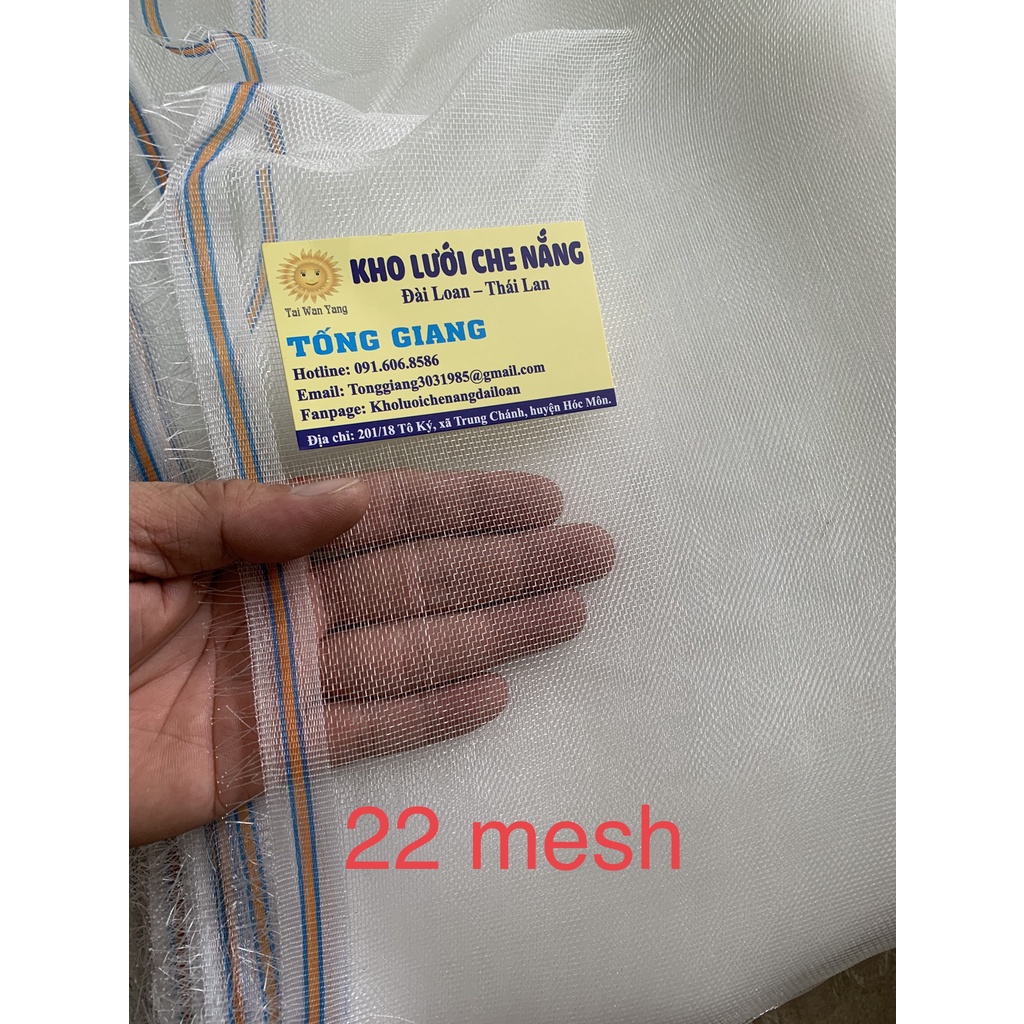 KHO LƯỚI CHE NẮNG
Đài Loan – Thái Lan
Tai Wan Yang
TỐNG GIANG
Hotline: 091.606.8586
Email: Tonggiang3031985@gmail.com
Fanpage: Kholuoichenangdailoan
Địa chỉ: 201/18 Tô Ký, xã Trung Chánh, huyện Hóc Môn.
22 mesh